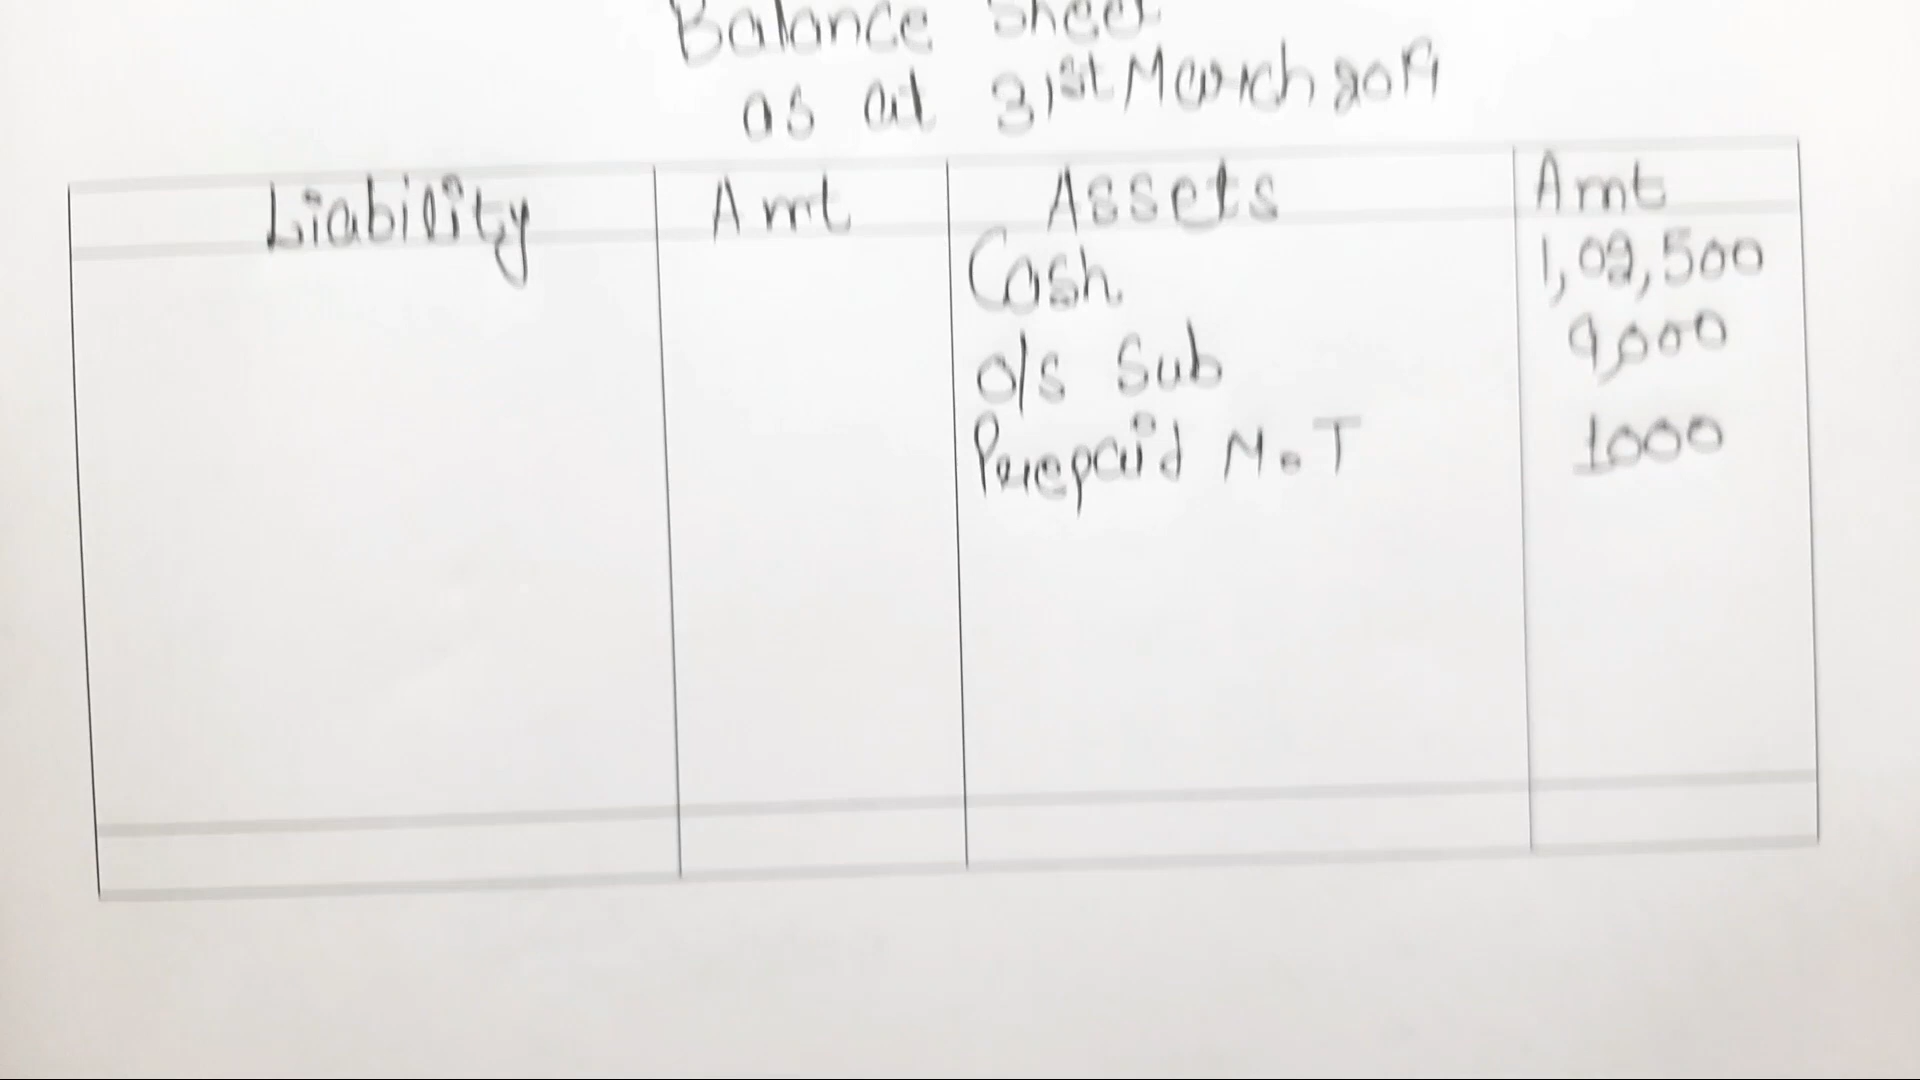 Balance Sheet
as at 31st March 2019
Liability Amt Assets Amt
Cash 1,02,500
o/s Sub 9,000
Prepaid M.T 1000